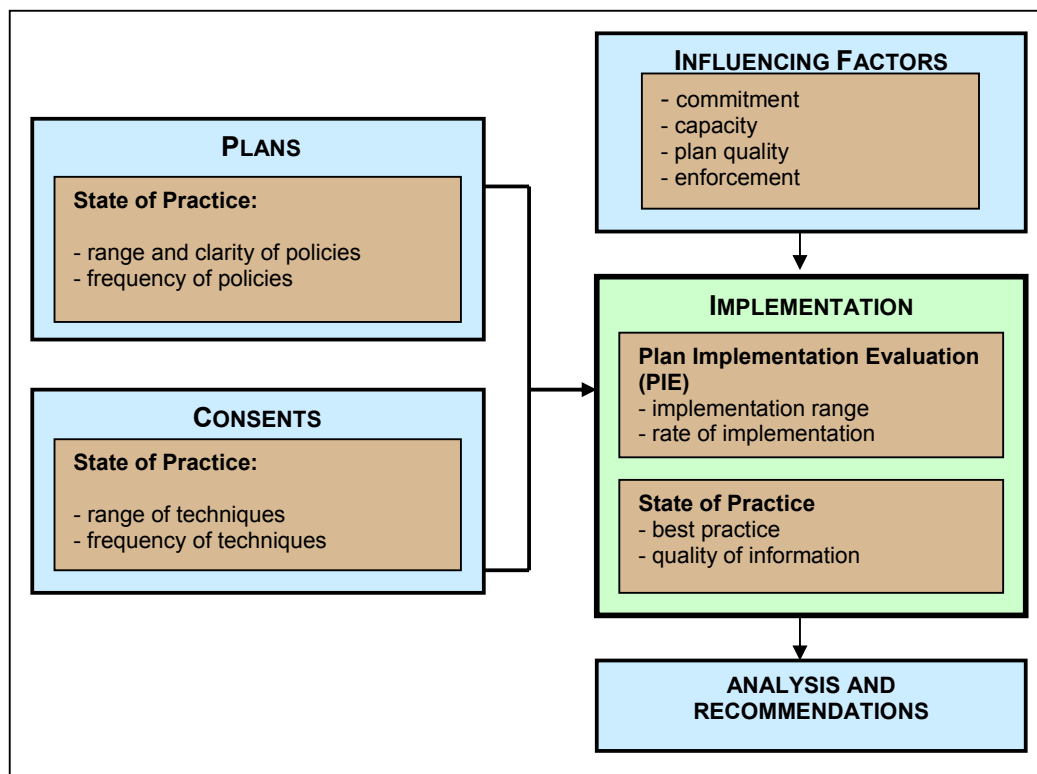 PLANS
State of Practice:
- range and clarity of policies
- frequency of policies
CONSENTS
State of Practice:
- range of techniques
- frequency of techniques
INFLUENCING FACTORS
- commitment
- capacity
- plan quality
- enforcement
IMPLEMENTATION
Plan Implementation Evaluation
(PIE)
- implementation range
- rate of implementation
State of Practice
- best practice
- quality of information
ANALYSIS AND
RECOMMENDATIONS